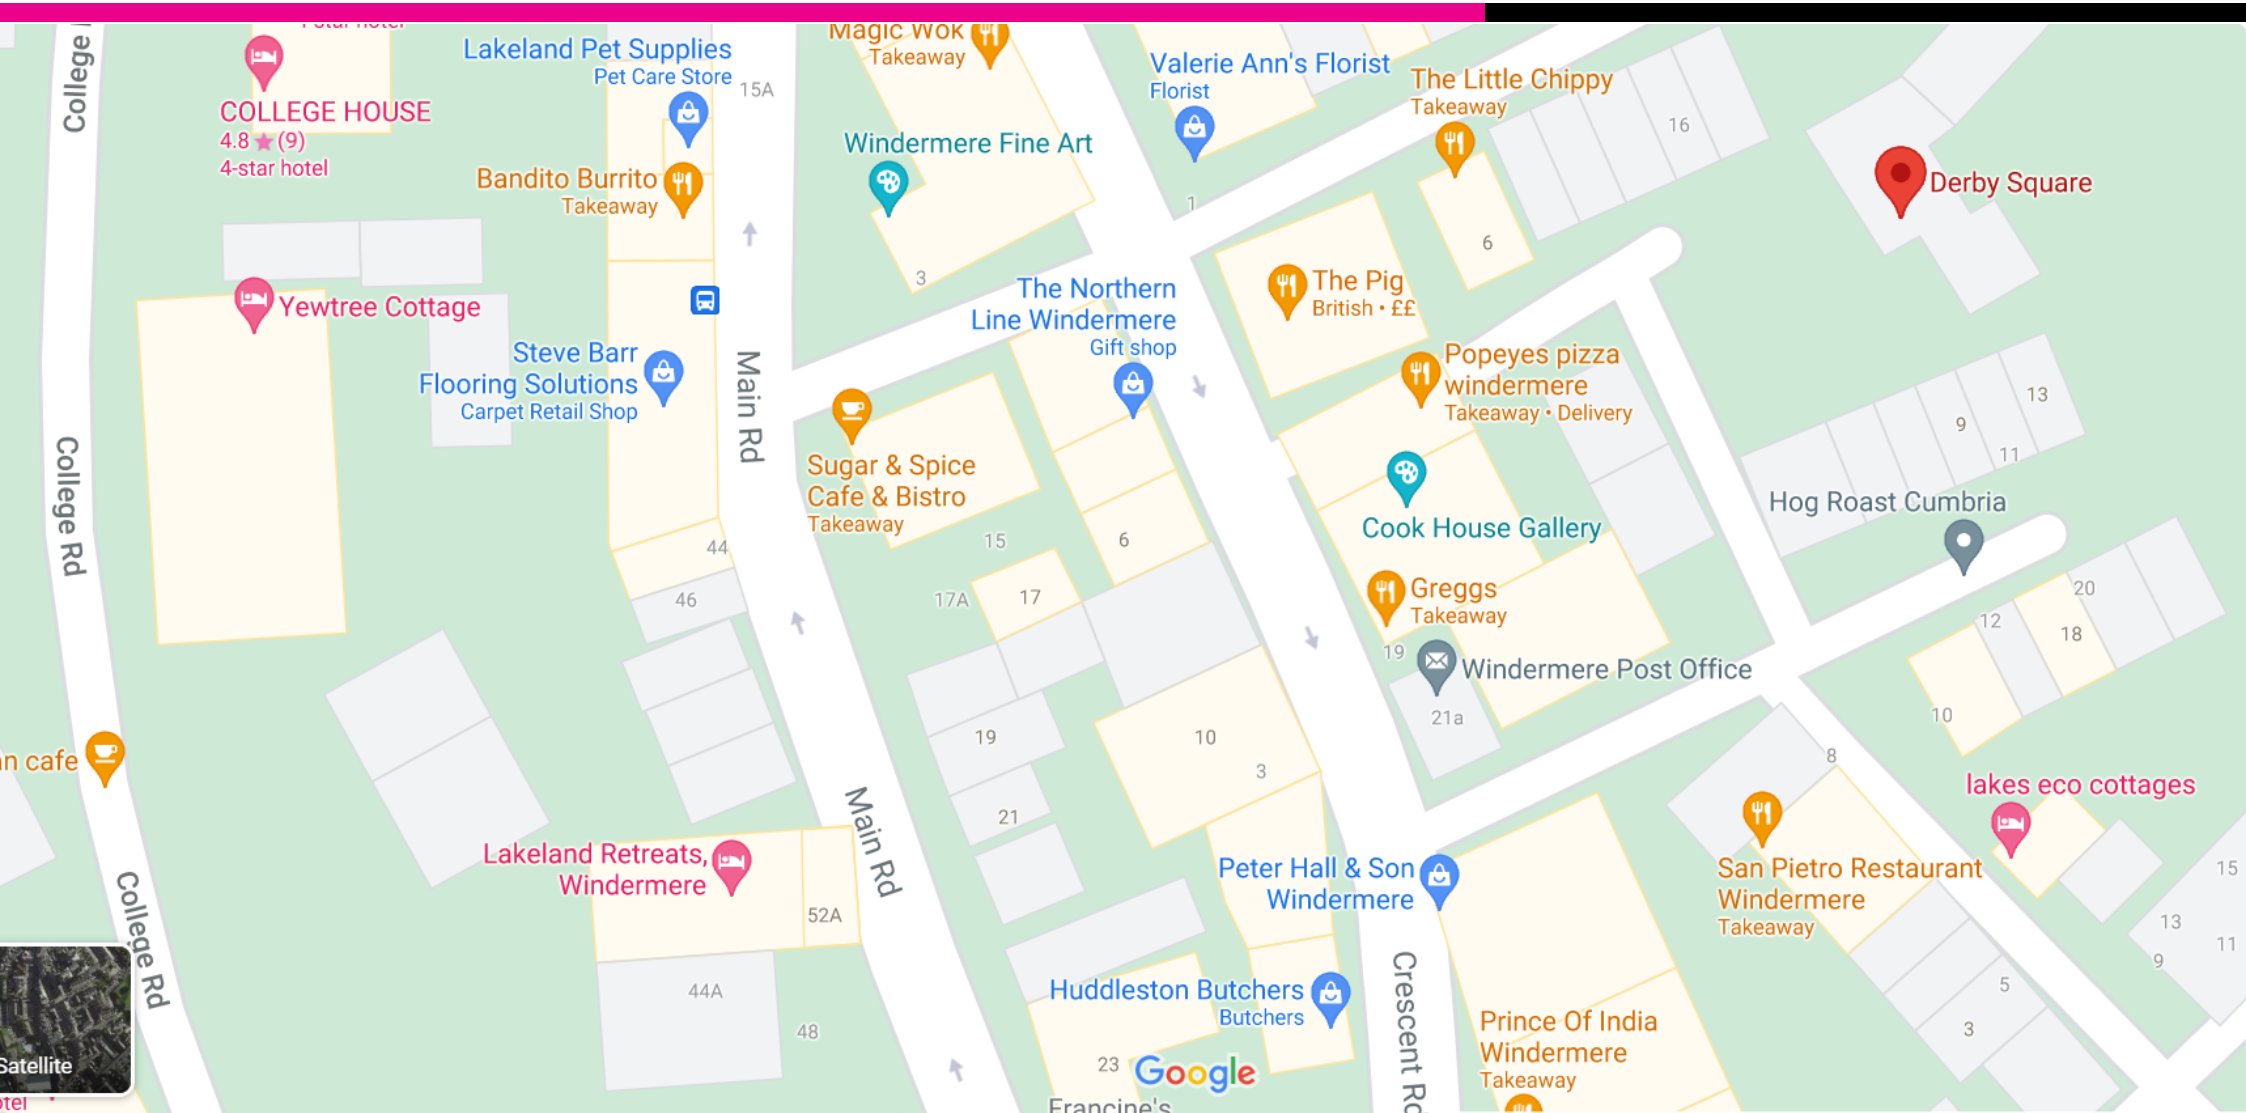 College
COLLEGE HOUSE
4.8 ★ (9)
4-star hotel
Lakeland Pet Supplies
Pet Care Store
15A
Magic Wok
Takeaway
Valerie Ann's Florist
Florist
The Little Chippy
Takeaway
16
Windermere Fine Art
Bandito Burrito
Takeaway
Derby Square
1
6
3
Yewtree Cottage
The Northern
Line Windermere
Gift shop
The Pig
British • ££
Steve Barr
Flooring Solutions
Carpet Retail Shop
Main Rd
Popeyes pizza
windermere
Takeaway • Delivery
13
9
11
College Rd
Sugar & Spice
Cafe & Bistro
Takeaway
Cook House Gallery
Hog Roast Cumbria
44
15
6
46
17A
17
Greggs
Takeaway
20
12
18
19
Windermere Post Office
10
21a
19
10
3
8
n cafe
21
Main Rd
lakes eco cottages
Lakeland Retreats,
Windermere
Peter Hall & Son
Windermere
San Pietro Restaurant
Windermere
Takeaway
15
13
11
9
52A
College Rd
Crescent Rd
44A
48
Huddleston Butchers
Butchers
5
3
Prince Of India
Windermere
Takeaway
23
Google
Satellite
Francine's